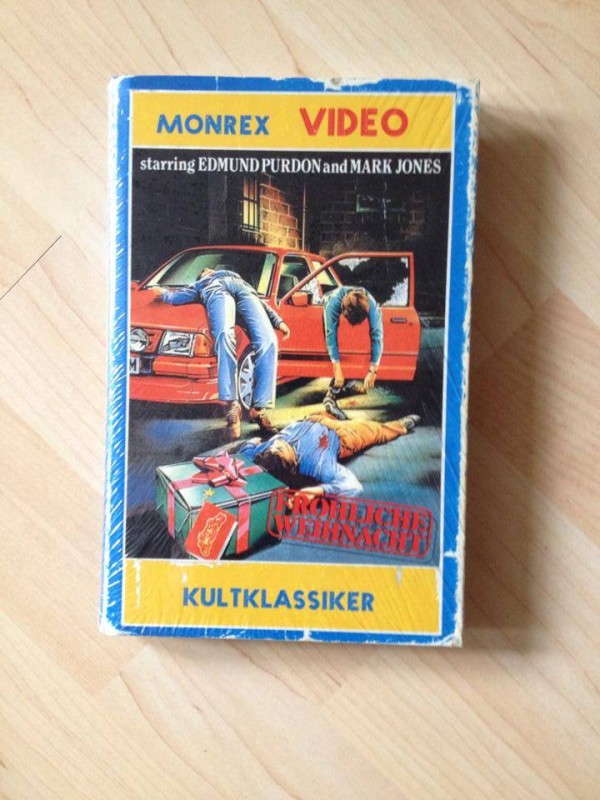 MONREX VIDEO
starring EDMUND PURDON and MARK JONES
FRÖHLICHE
WEIHNACHT
KULTKLASSIKER